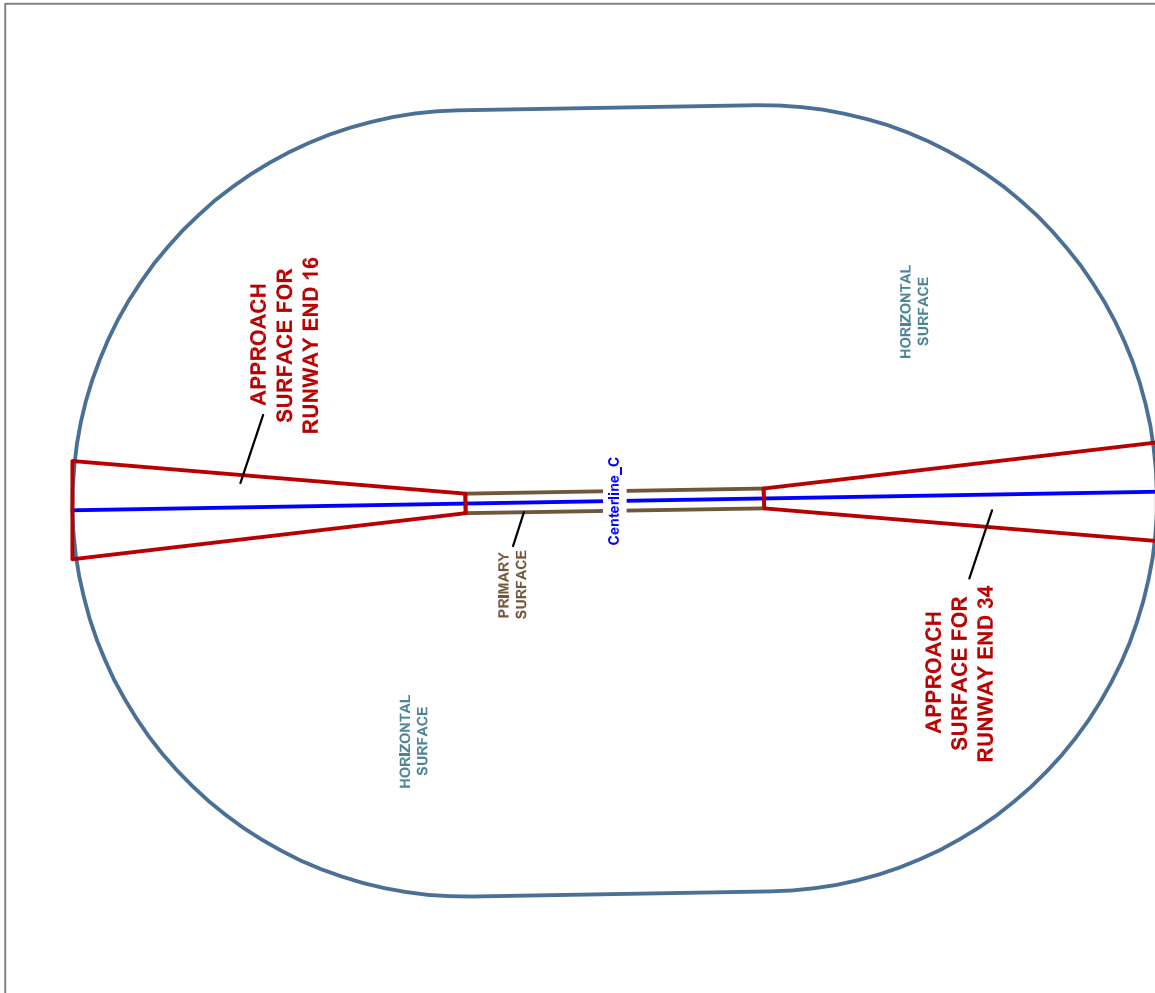 APPROACH
SURFACE FOR
RUNWAY END 16
HORIZONTAL
SURFACE
Centerline_C
PRIMARY
SURFACE
HORIZONTAL
SURFACE
APPROACH
SURFACE FOR
RUNWAY END 34